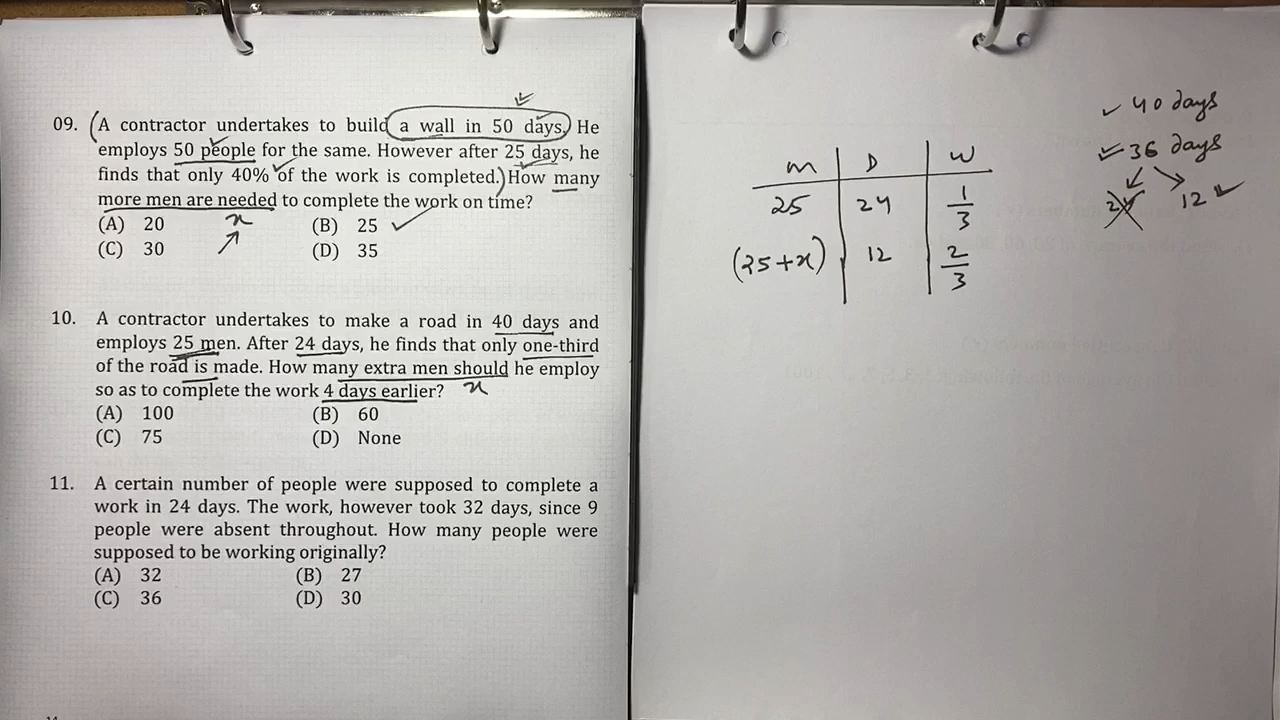 09. A contractor undertakes to build a wall in 50 days. He
employs 50 people for the same. However after 25 days, he
finds that only 40% of the work is completed. How many
more men are needed to complete the work on time?
(A) 20 (B) 25
x
(C) 30 (D) 35
10. A contractor undertakes to make a road in 40 days and
employs 25 men. After 24 days, he finds that only one-third
of the road is made. How many extra men should he employ
so as to complete the work 4 days earlier? x
(A) 100 (B) 60
(C) 75 (D) None
11. A certain number of people were supposed to complete a
work in 24 days. The work, however took 32 days, since 9
people were absent throughout. How many people were
supposed to be working originally?
(A) 32 (B) 27
(C) 36 (D) 30
M D W
25 24 1/3
(25+x) 12 2/3
40 days
36 days
24 12